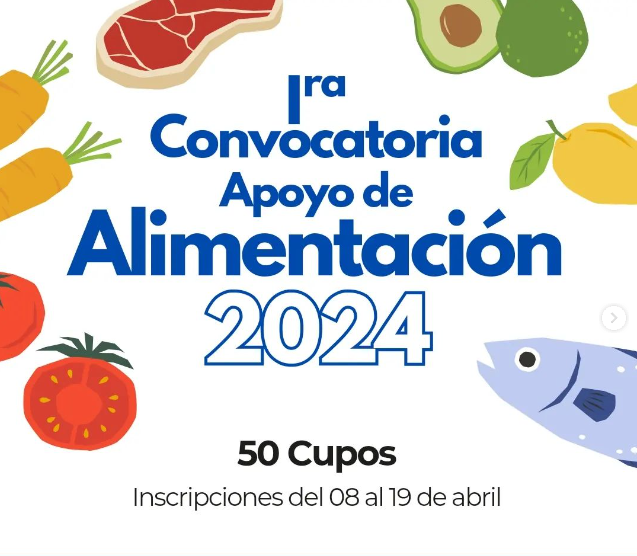 1ra
Convocatoria
Apoyo de
Alimentación
2024
50 Cupos
Inscripciones del 08 al 19 de abril